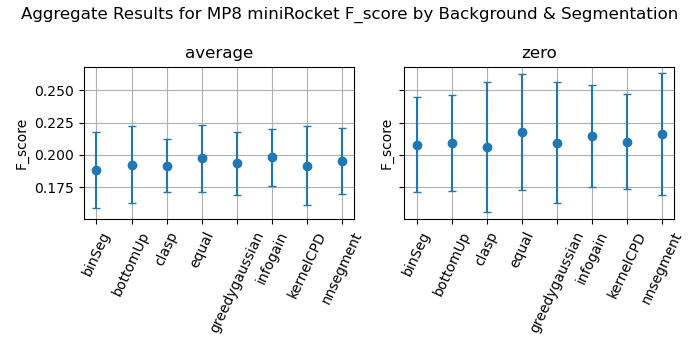 Aggregate Results for MP8 miniRocket F_score by Background & Segmentation
average
zero
F_score
0.250
0.225
0.200
0.175
binSeg
bottomUp
clasp
equal
greedygaussian
infogain
kernelCPD
nnsegment
F_score
binSeg
bottomUp
clasp
equal
greedygaussian
infogain
kernelCPD
nnsegment